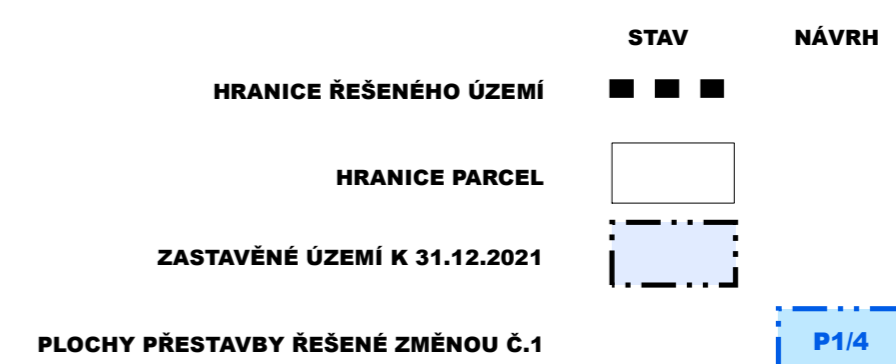 STAV NÁVRH
HRANICE ŘEŠENÉHO ÚZEMÍ
HRANICE PARCEL
ZASTAVĚNÉ ÚZEMÍ K 31.12.2021
PLOCHY PŘESTAVBY ŘEŠENÉ ZMĚNOU Č.1 P1/4